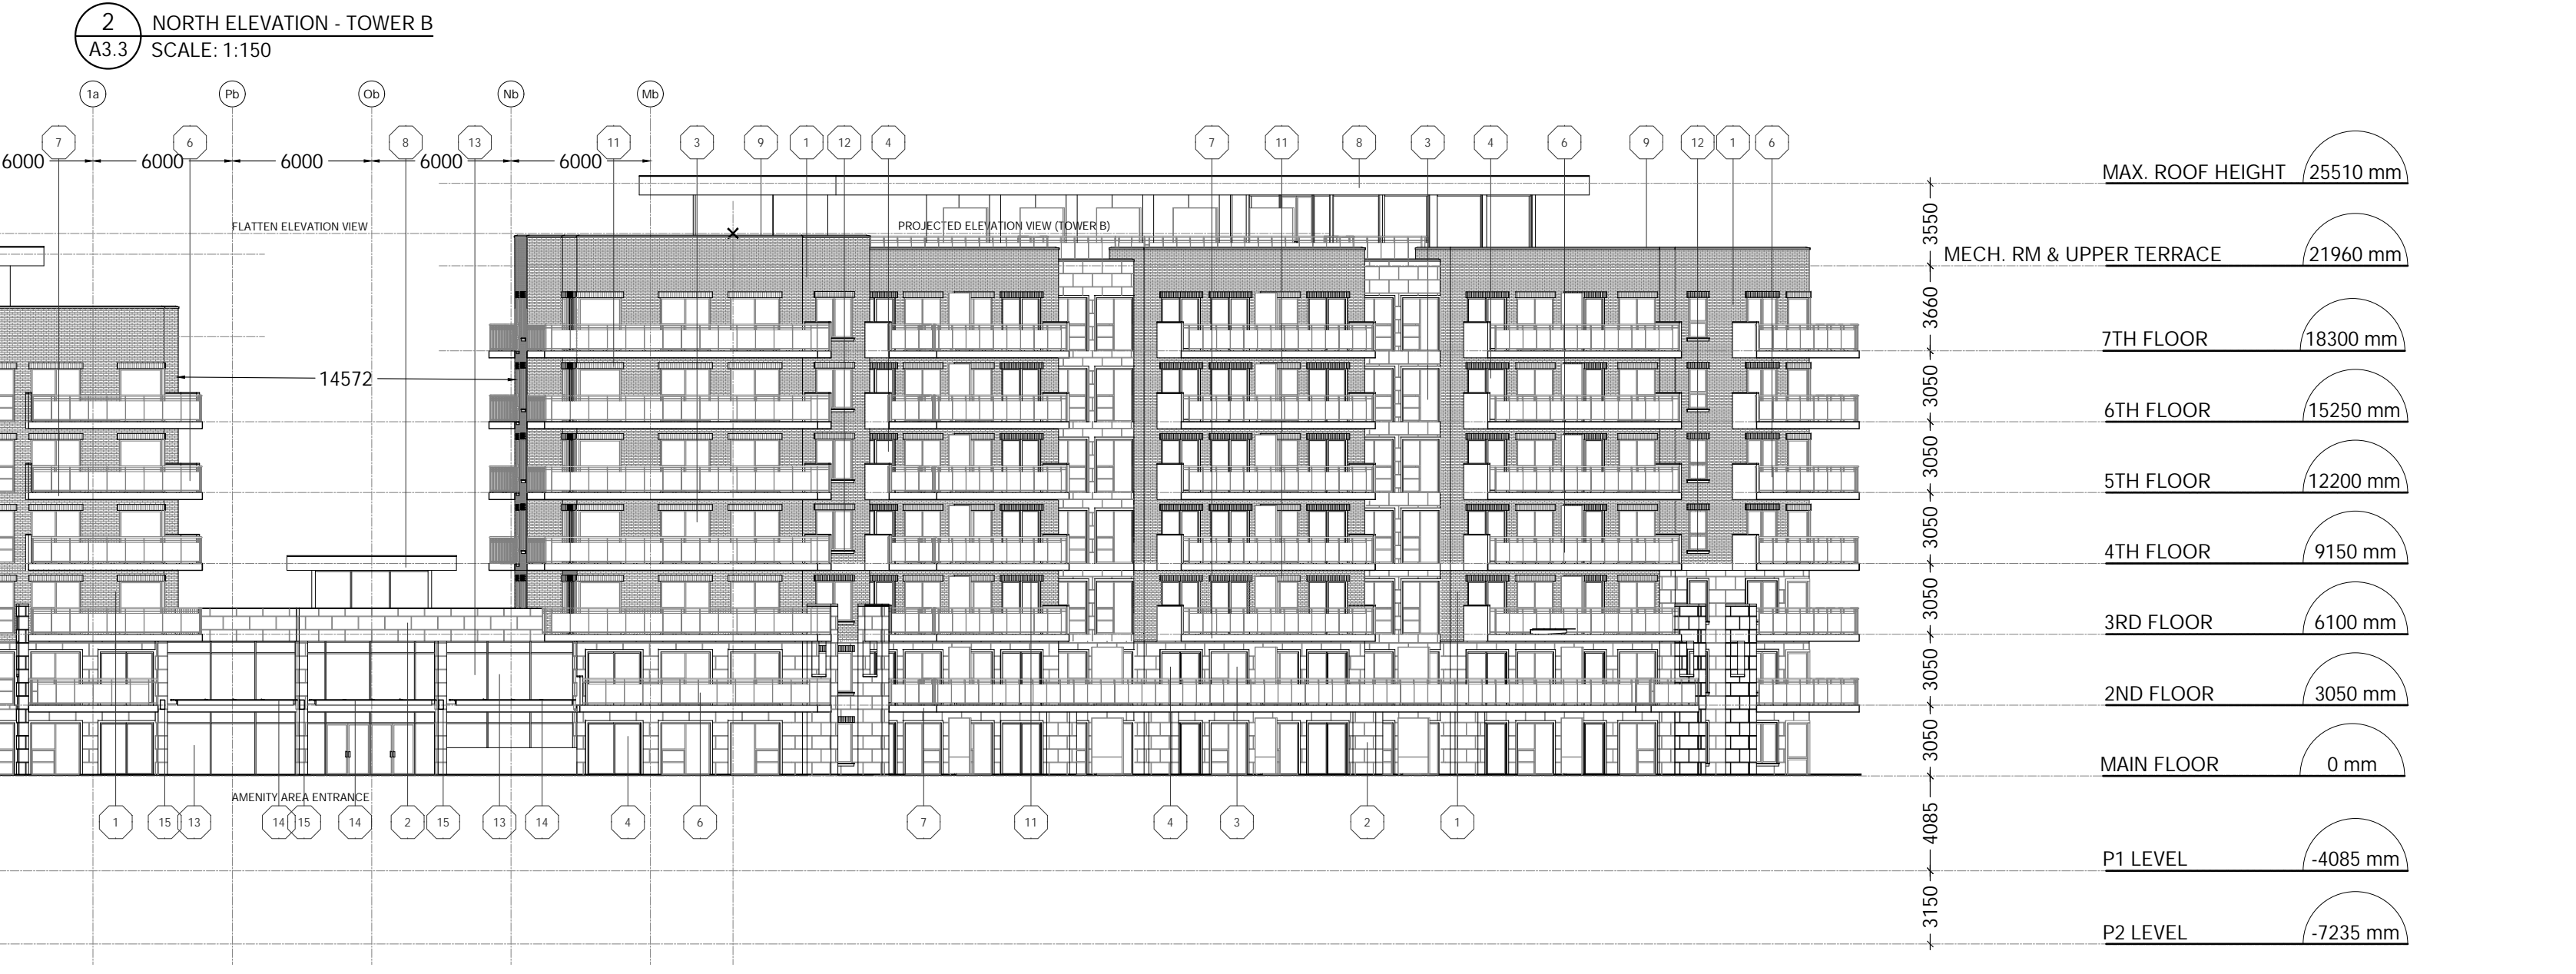 2
NORTH ELEVATION - TOWER B
A3.3
SCALE: 1:150
1a Pb Ob Nb Mb
7 6 8 13 11 3 9 1 12 4 7 11 8 3 4 6 9 12 1 6
6000 6000 6000 6000 6000
MAX. ROOF HEIGHT 25510 mm
3550
FLATTEN ELEVATION VIEW
PROJECTED ELEVATION VIEW (TOWER B)
MECH. RM & UPPER TERRACE 21960 mm
3660
7TH FLOOR 18300 mm
3050
14572
6TH FLOOR 15250 mm
3050
5TH FLOOR 12200 mm
3050
4TH FLOOR 9150 mm
3050
3RD FLOOR 6100 mm
3050
2ND FLOOR 3050 mm
3050
MAIN FLOOR 0 mm
AMENITY AREA ENTRANCE
1 15 13 14 15 14 2 15 13 14 4 6 7 11 4 3 2 1
4085
P1 LEVEL -4085 mm
3150
P2 LEVEL -7235 mm